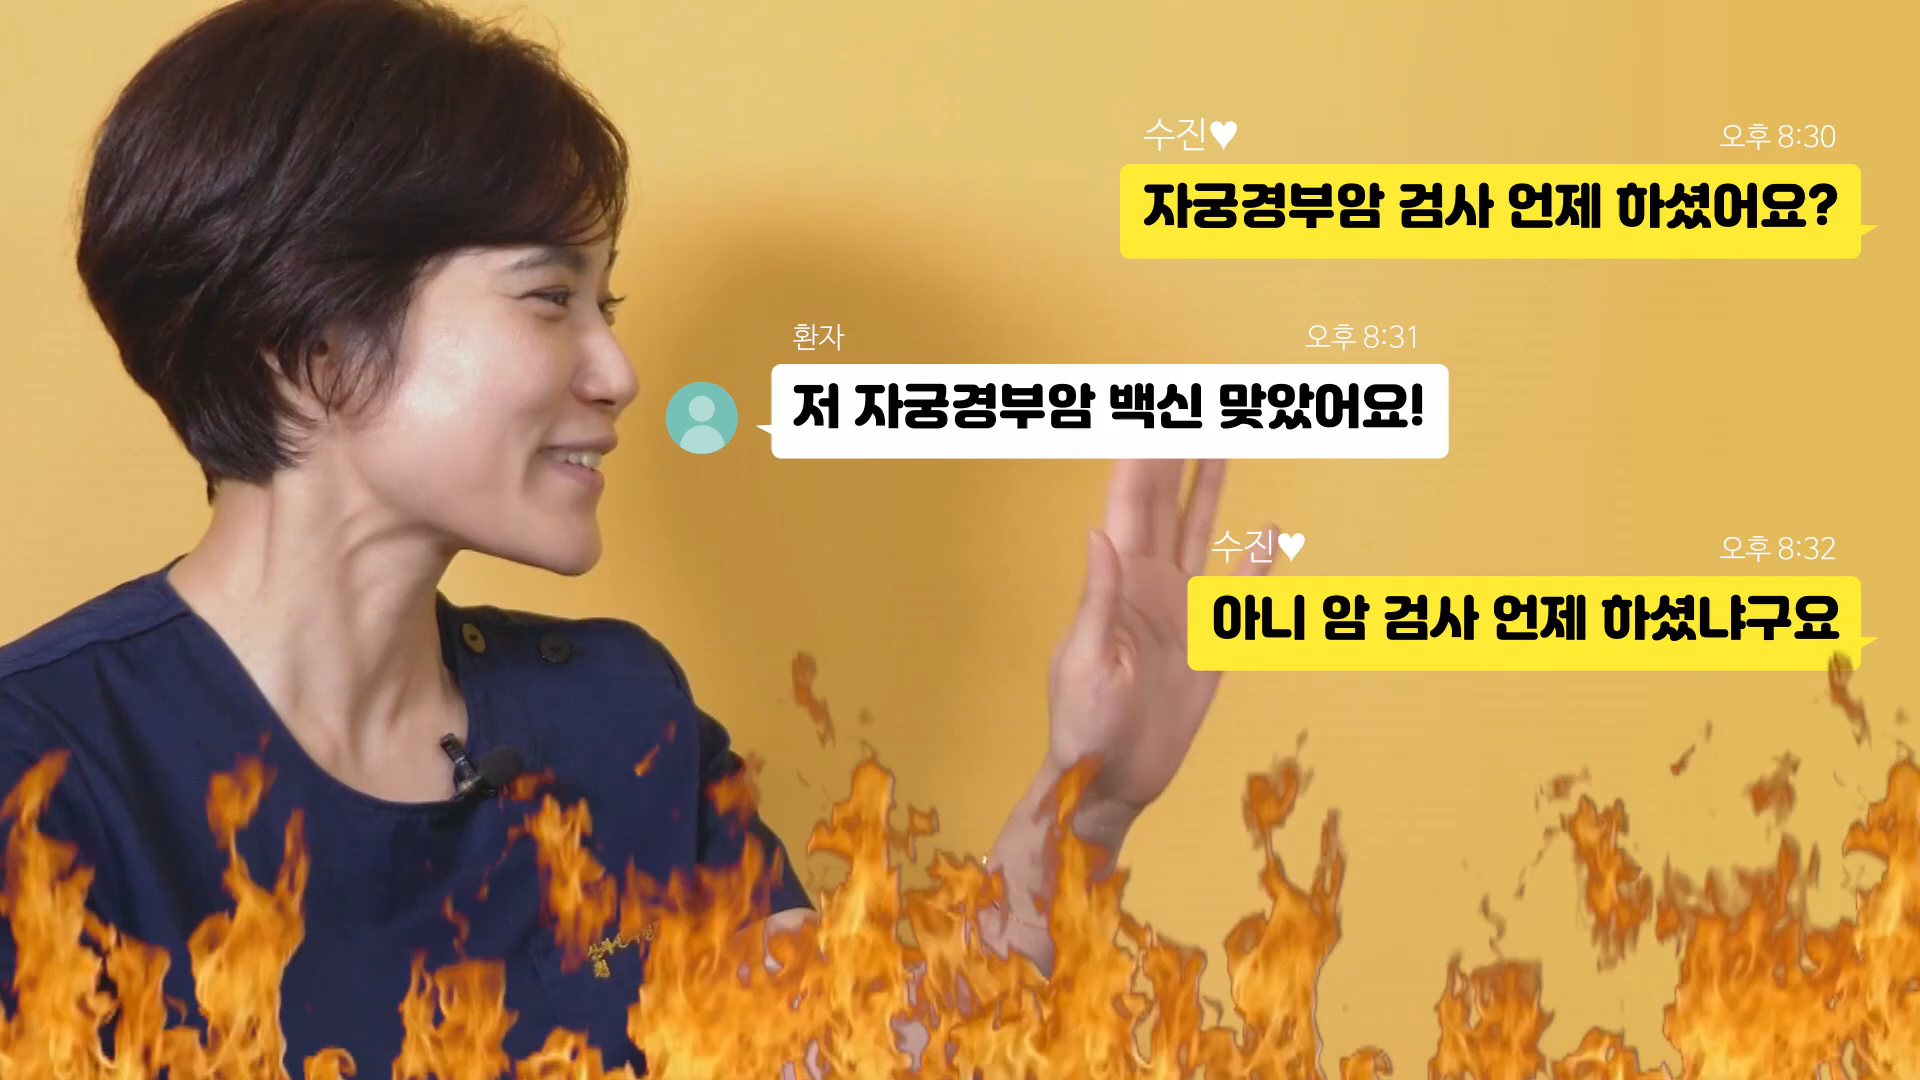 수진♥ 오후 8:30
자궁경부암 검사 언제 하셨어요?
환자 오후 8:31
저 자궁경부암 백신 맞았어요!
수진♥ 오후 8:32
아니 암 검사 언제 하셨냐구요